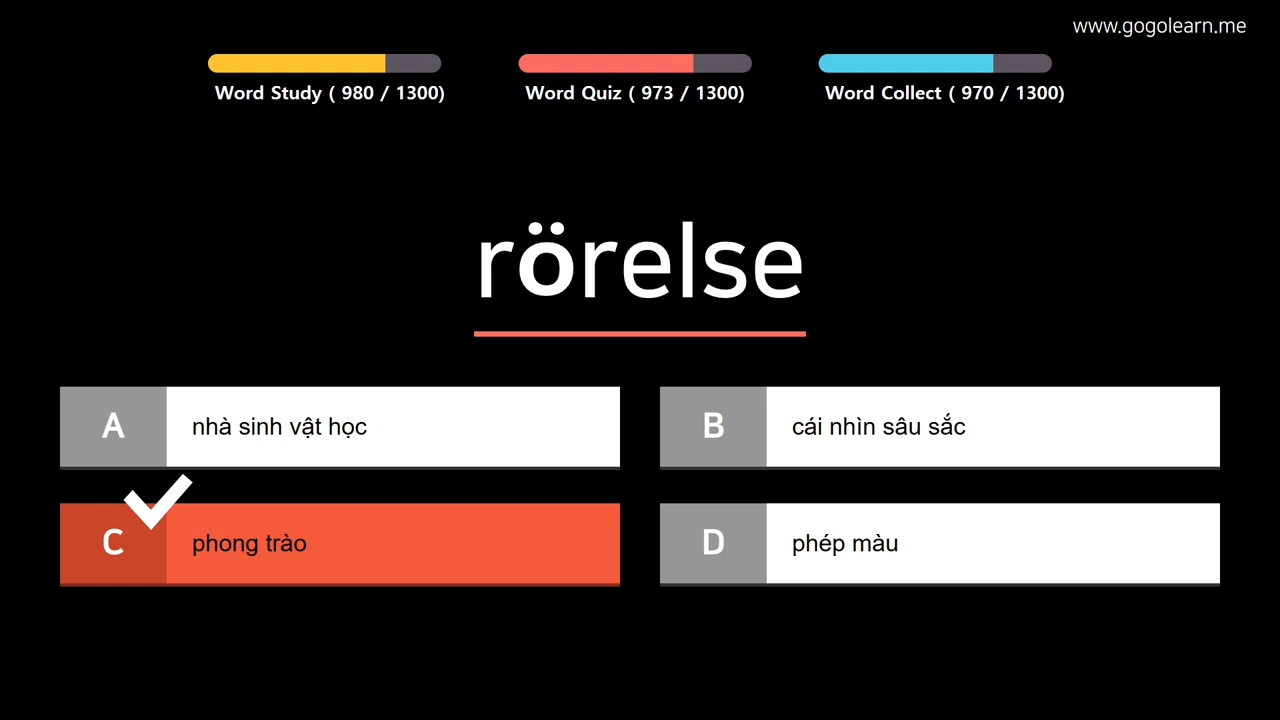 www.gogolearn.me
Word Study ( 980 / 1300)
Word Quiz ( 973 / 1300)
Word Collect ( 970 / 1300)
rörelse
A
nhà sinh vật học
B
cái nhìn sâu sắc
C
phong trào
D
phép màu